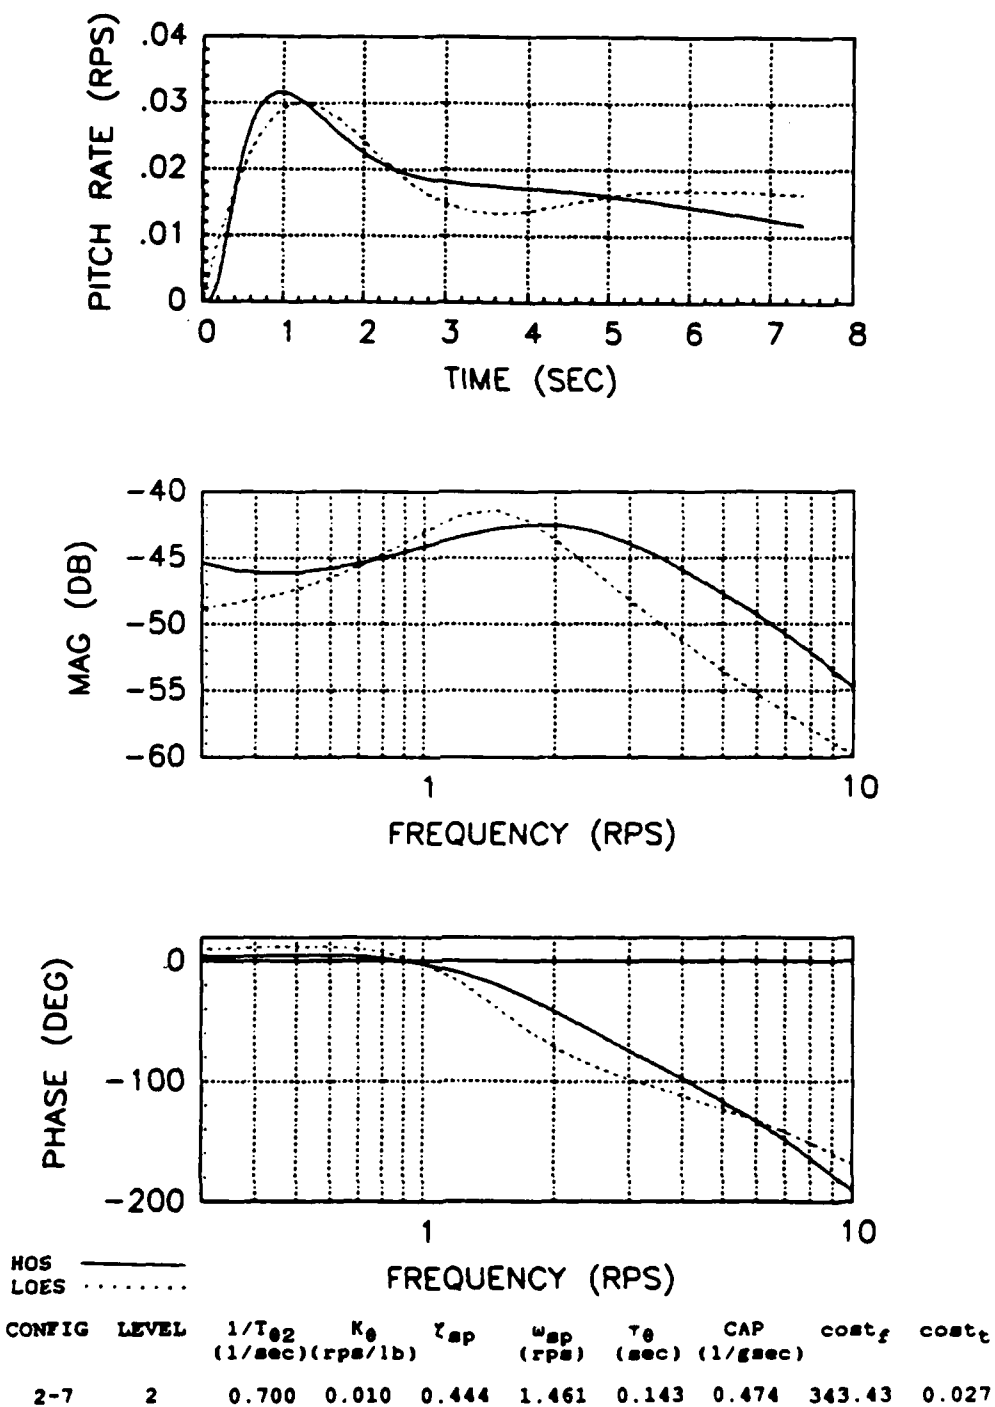 PITCH RATE (RPS)
.04
.03
.02
.01
0
0 1 2 3 4 5 6 7 8
TIME (SEC)
MAG (DB)
-40
-45
-50
-55
-60
1 10
FREQUENCY (RPS)
PHASE (DEG)
.0
-100
-200
1 10
FREQUENCY (RPS)
HOS
LOES
CONFIG LEVEL 1/Tθ2 Kθ ζsp ωsp τθ CAP costf costt
(1/sec) (rps/lb) (rps) (sec) (1/gsec)
2-7 2 0.700 0.010 0.444 1.461 0.143 0.474 343.43 0.027